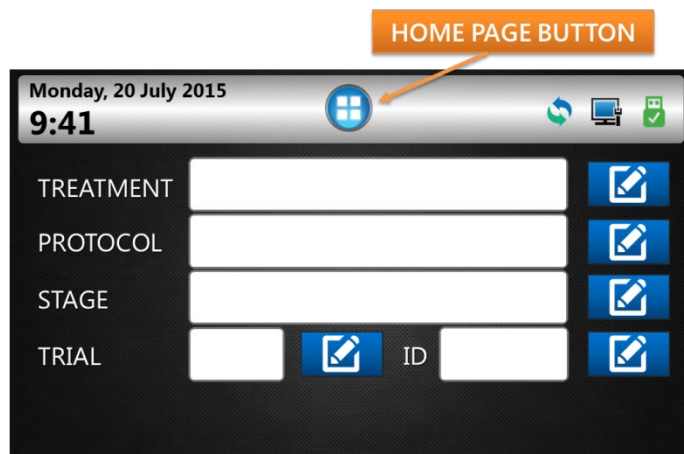 HOME PAGE BUTTON
Monday, 20 July 2015
9:41
TREATMENT
PROTOCOL
STAGE
TRIAL ID